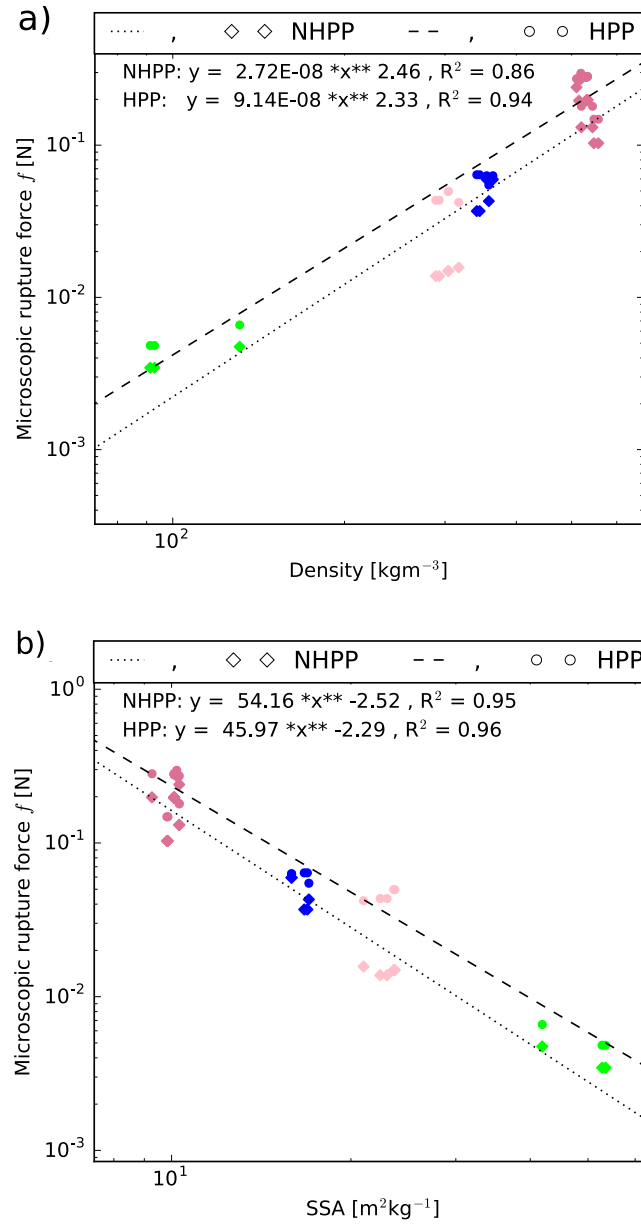 a)
, NHPP , HPP
NHPP: y = 2.72E-08 *x** 2.46 , R² = 0.86
HPP: y = 9.14E-08 *x** 2.33 , R² = 0.94
10⁻¹
10⁻²
10⁻³
Microscopic rupture force f [N]
10²
Density [kgm⁻³]
b)
, NHPP , HPP
NHPP: y = 54.16 *x** -2.52 , R² = 0.95
HPP: y = 45.97 *x** -2.29 , R² = 0.96
10⁰
10⁻¹
10⁻²
10⁻³
Microscopic rupture force f [N]
10¹
SSA [m²kg⁻¹]